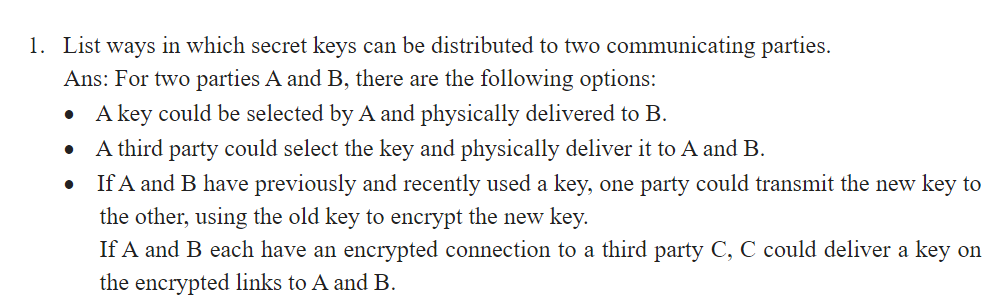 1. List ways in which secret keys can be distributed to two communicating parties.
Ans: For two parties A and B, there are the following options:
● A key could be selected by A and physically delivered to B.
● A third party could select the key and physically deliver it to A and B.
● If A and B have previously and recently used a key, one party could transmit the new key to
the other, using the old key to encrypt the new key.
If A and B each have an encrypted connection to a third party C, C could deliver a key on
the encrypted links to A and B.